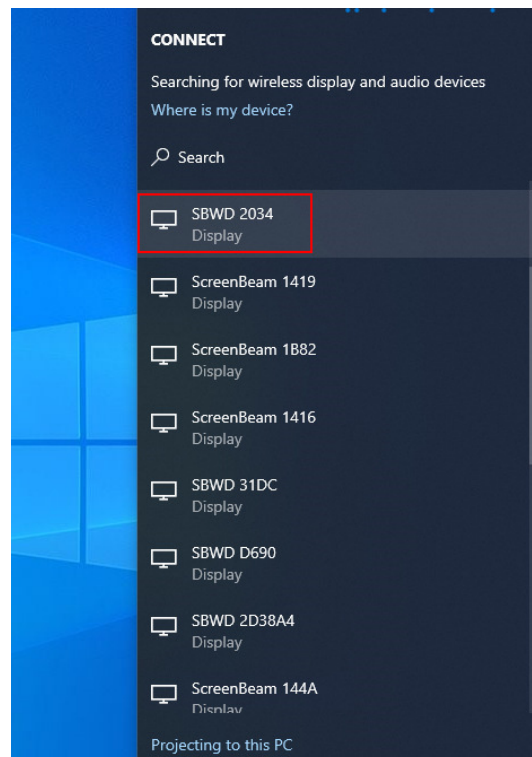 CONNECT
Searching for wireless display and audio devices
Where is my device?
Search
SBWD 2034
Display
ScreenBeam 1419
Display
ScreenBeam 1B82
Display
ScreenBeam 1416
Display
SBWD 31DC
Display
SBWD D690
Display
SBWD 2D38A4
Display
ScreenBeam 144A
Display
Projecting to this PC